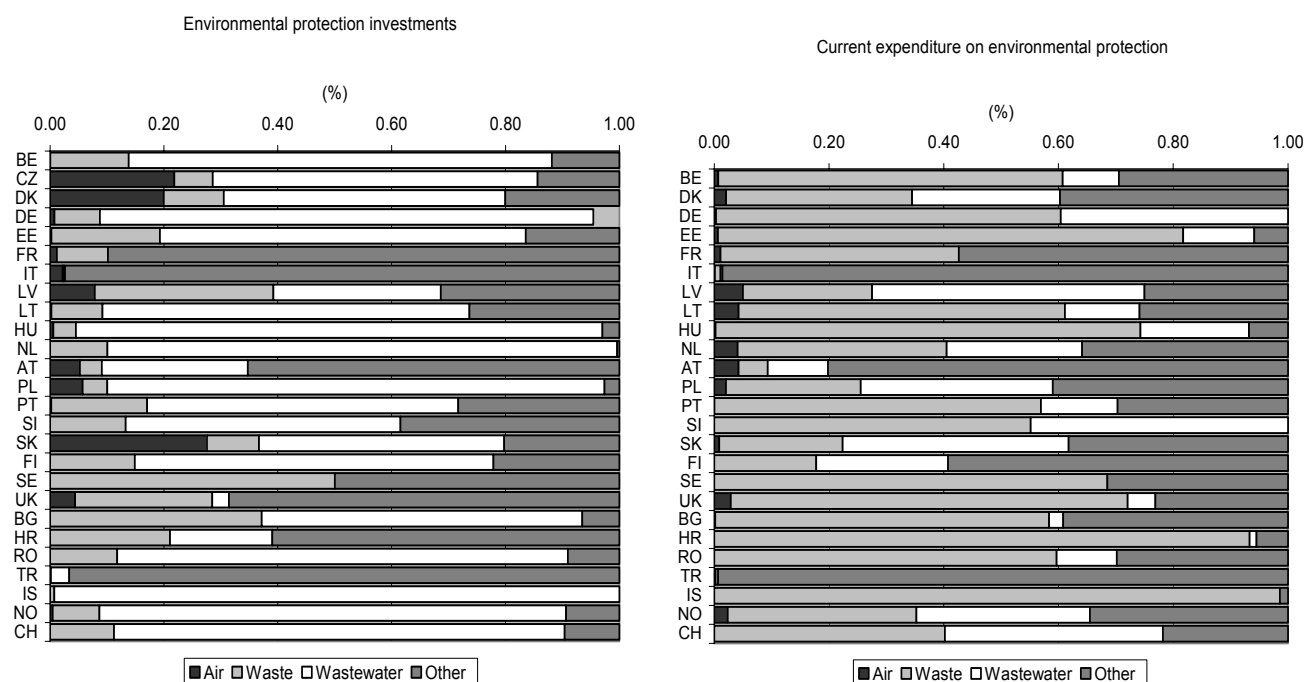 Environmental protection investments
(%)
0.00 0.20 0.40 0.60 0.80 1.00
BE
CZ
DK
DE
EE
FR
IT
LV
LT
HU
NL
AT
PL
PT
SI
SK
FI
SE
UK
BG
HR
RO
TR
IS
NO
CH
Air Waste Wastewater Other
Current expenditure on environmental protection
(%)
0.00 0.20 0.40 0.60 0.80 1.00
BE
DK
DE
EE
FR
IT
LV
LT
HU
NL
AT
PL
PT
SI
SK
FI
SE
UK
BG
HR
RO
TR
IS
NO
CH
Air Waste Wastewater Other